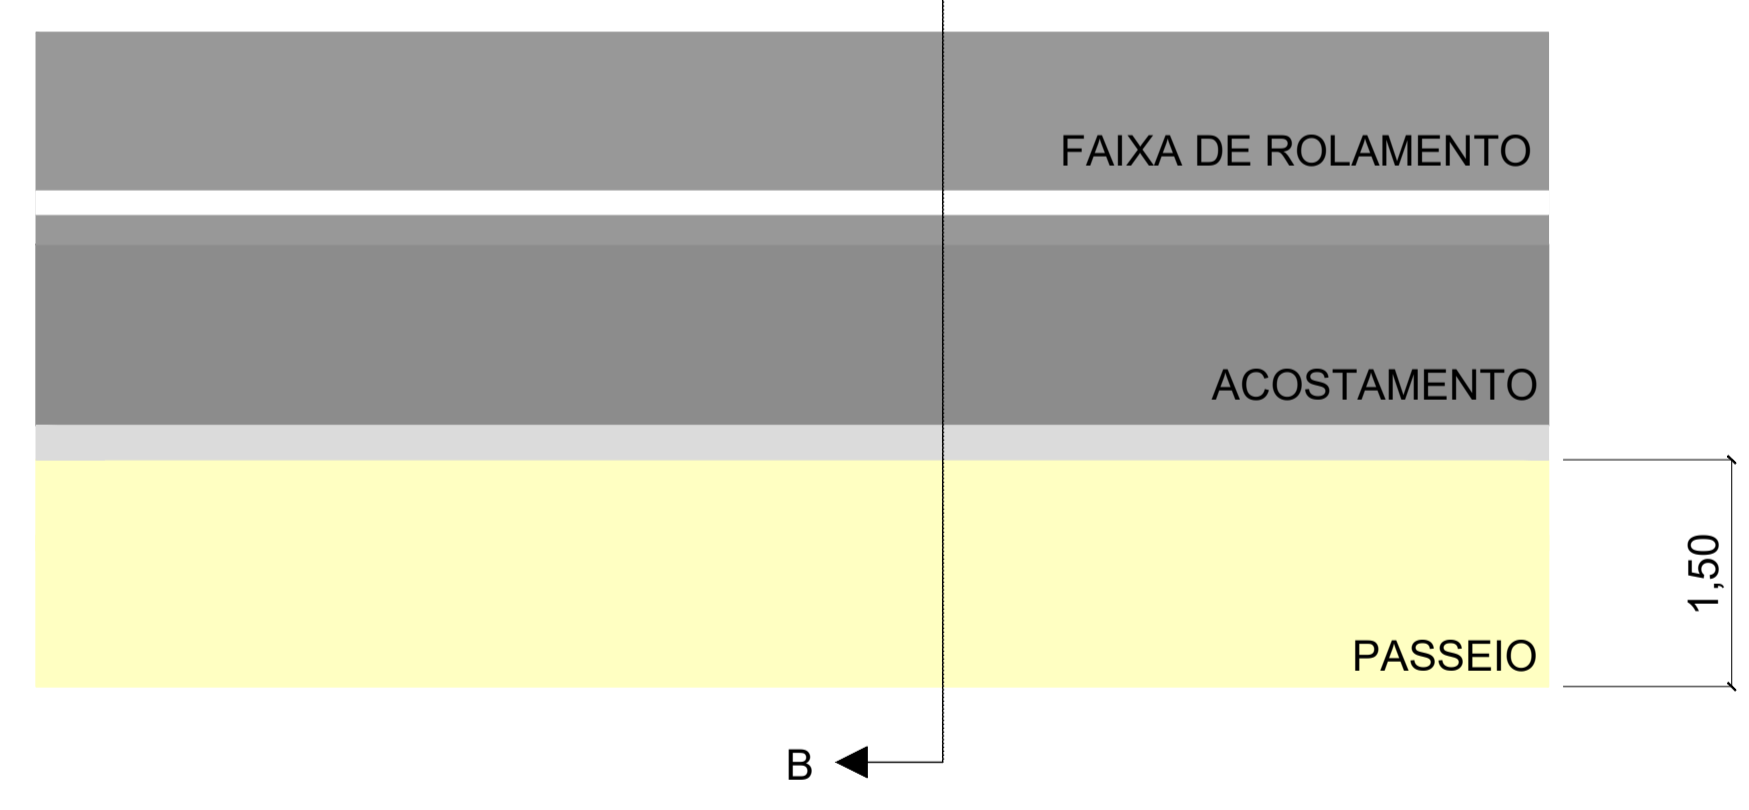 FAIXA DE ROLAMENTO
ACOSTAMENTO
1,50
PASSEIO
B